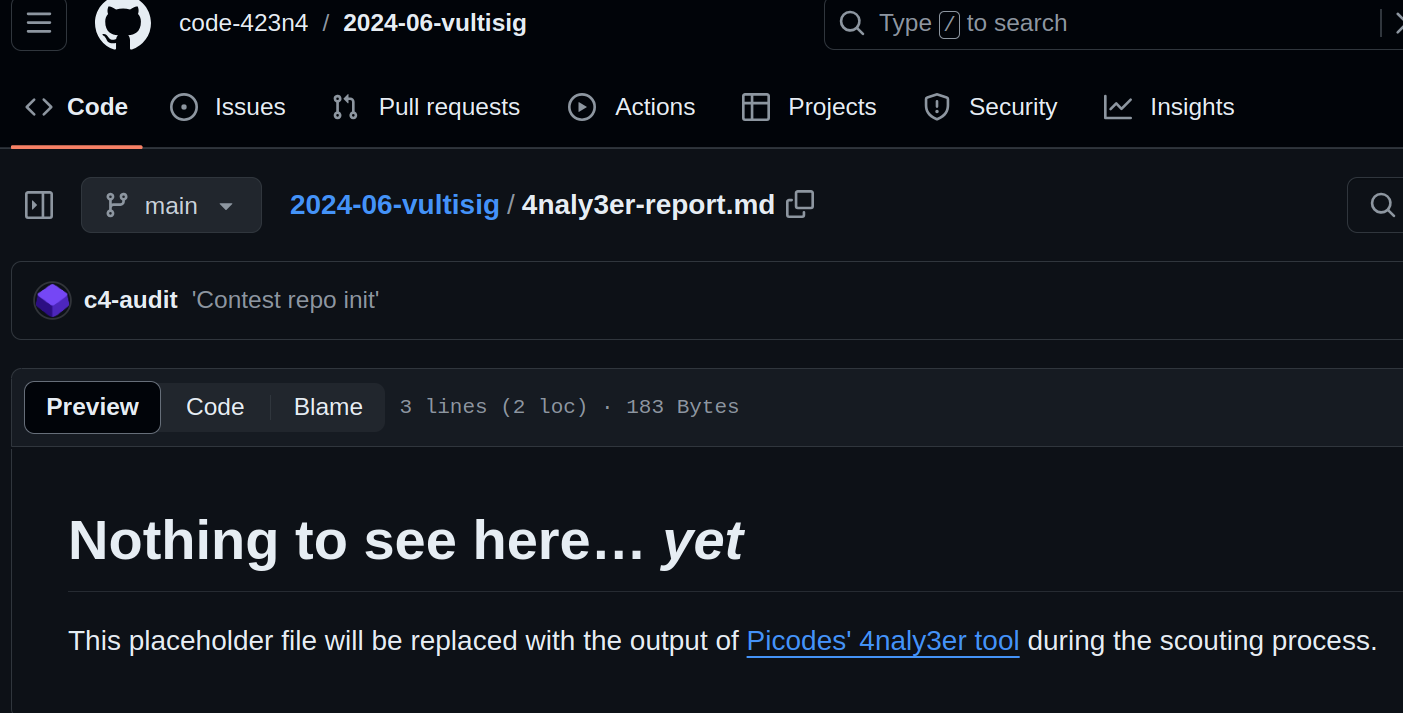 code-423n4 / 2024-06-vultisig
Type / to search
Code Issues Pull requests Actions Projects Security Insights
main 2024-06-vultisig / 4naly3er-report.md
c4-audit 'Contest repo init'
Preview Code Blame 3 lines (2 loc) · 183 Bytes
Nothing to see here… yet
This placeholder file will be replaced with the output of Picodes' 4naly3er tool during the scouting process.